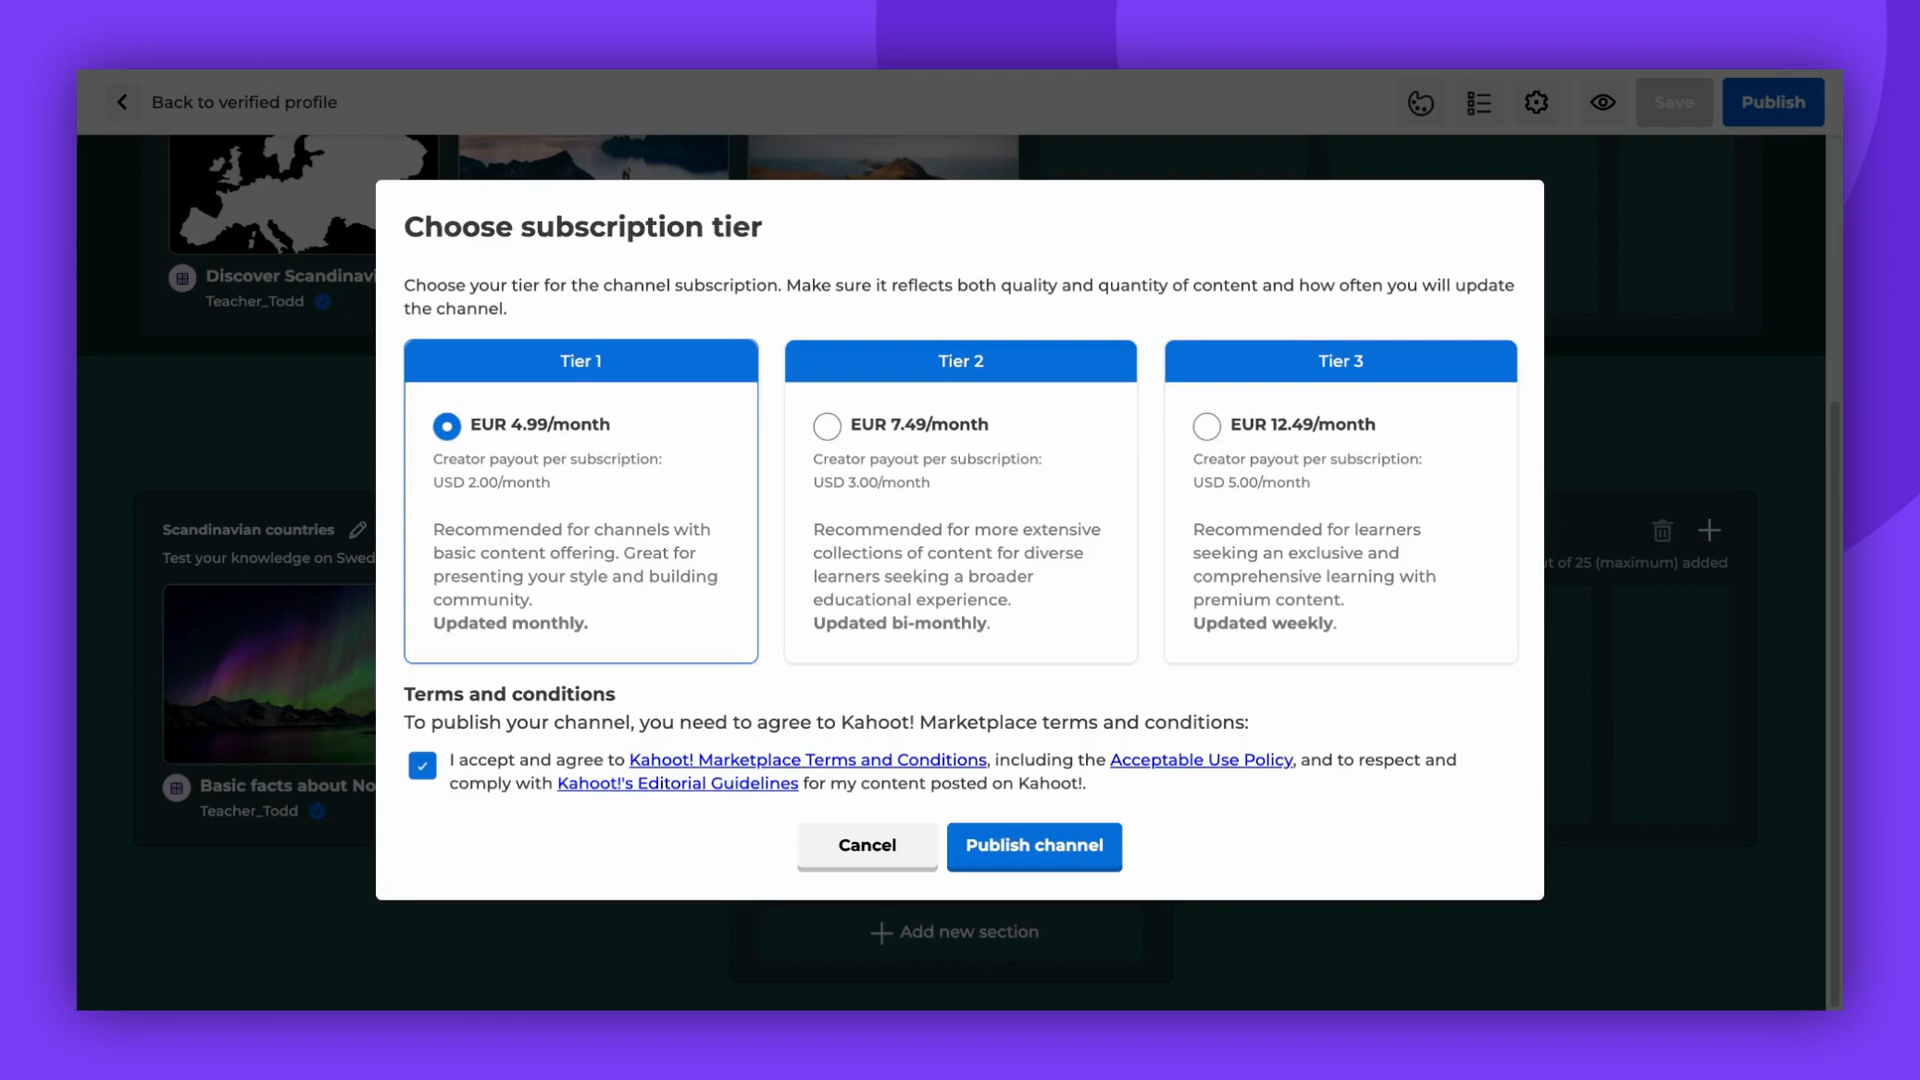 Back to verified profile
Save
Publish
Discover Scandinavi
Teacher_Todd
Choose subscription tier
Choose your tier for the channel subscription. Make sure it reflects both quality and quantity of content and how often you will update
the channel.
Tier 1
EUR 4.99/month
Creator payout per subscription:
USD 2.00/month
Recommended for channels with
basic content offering. Great for
presenting your style and building
community.
Updated monthly.
Tier 2
EUR 7.49/month
Creator payout per subscription:
USD 3.00/month
Recommended for more extensive
collections of content for diverse
learners seeking a broader
educational experience.
Updated bi-monthly.
Tier 3
EUR 12.49/month
Creator payout per subscription:
USD 5.00/month
Recommended for learners
seeking an exclusive and
comprehensive learning with
premium content.
Updated weekly.
Scandinavian countries
Test your knowledge on Swed
t of 25 (maximum) added
Basic facts about No
Teacher_Todd
Terms and conditions
To publish your channel, you need to agree to Kahoot! Marketplace terms and conditions:
I accept and agree to Kahoot! Marketplace Terms and Conditions, including the Acceptable Use Policy, and to respect and
comply with Kahoot!'s Editorial Guidelines for my content posted on Kahoot!.
Cancel
Publish channel
Add new section